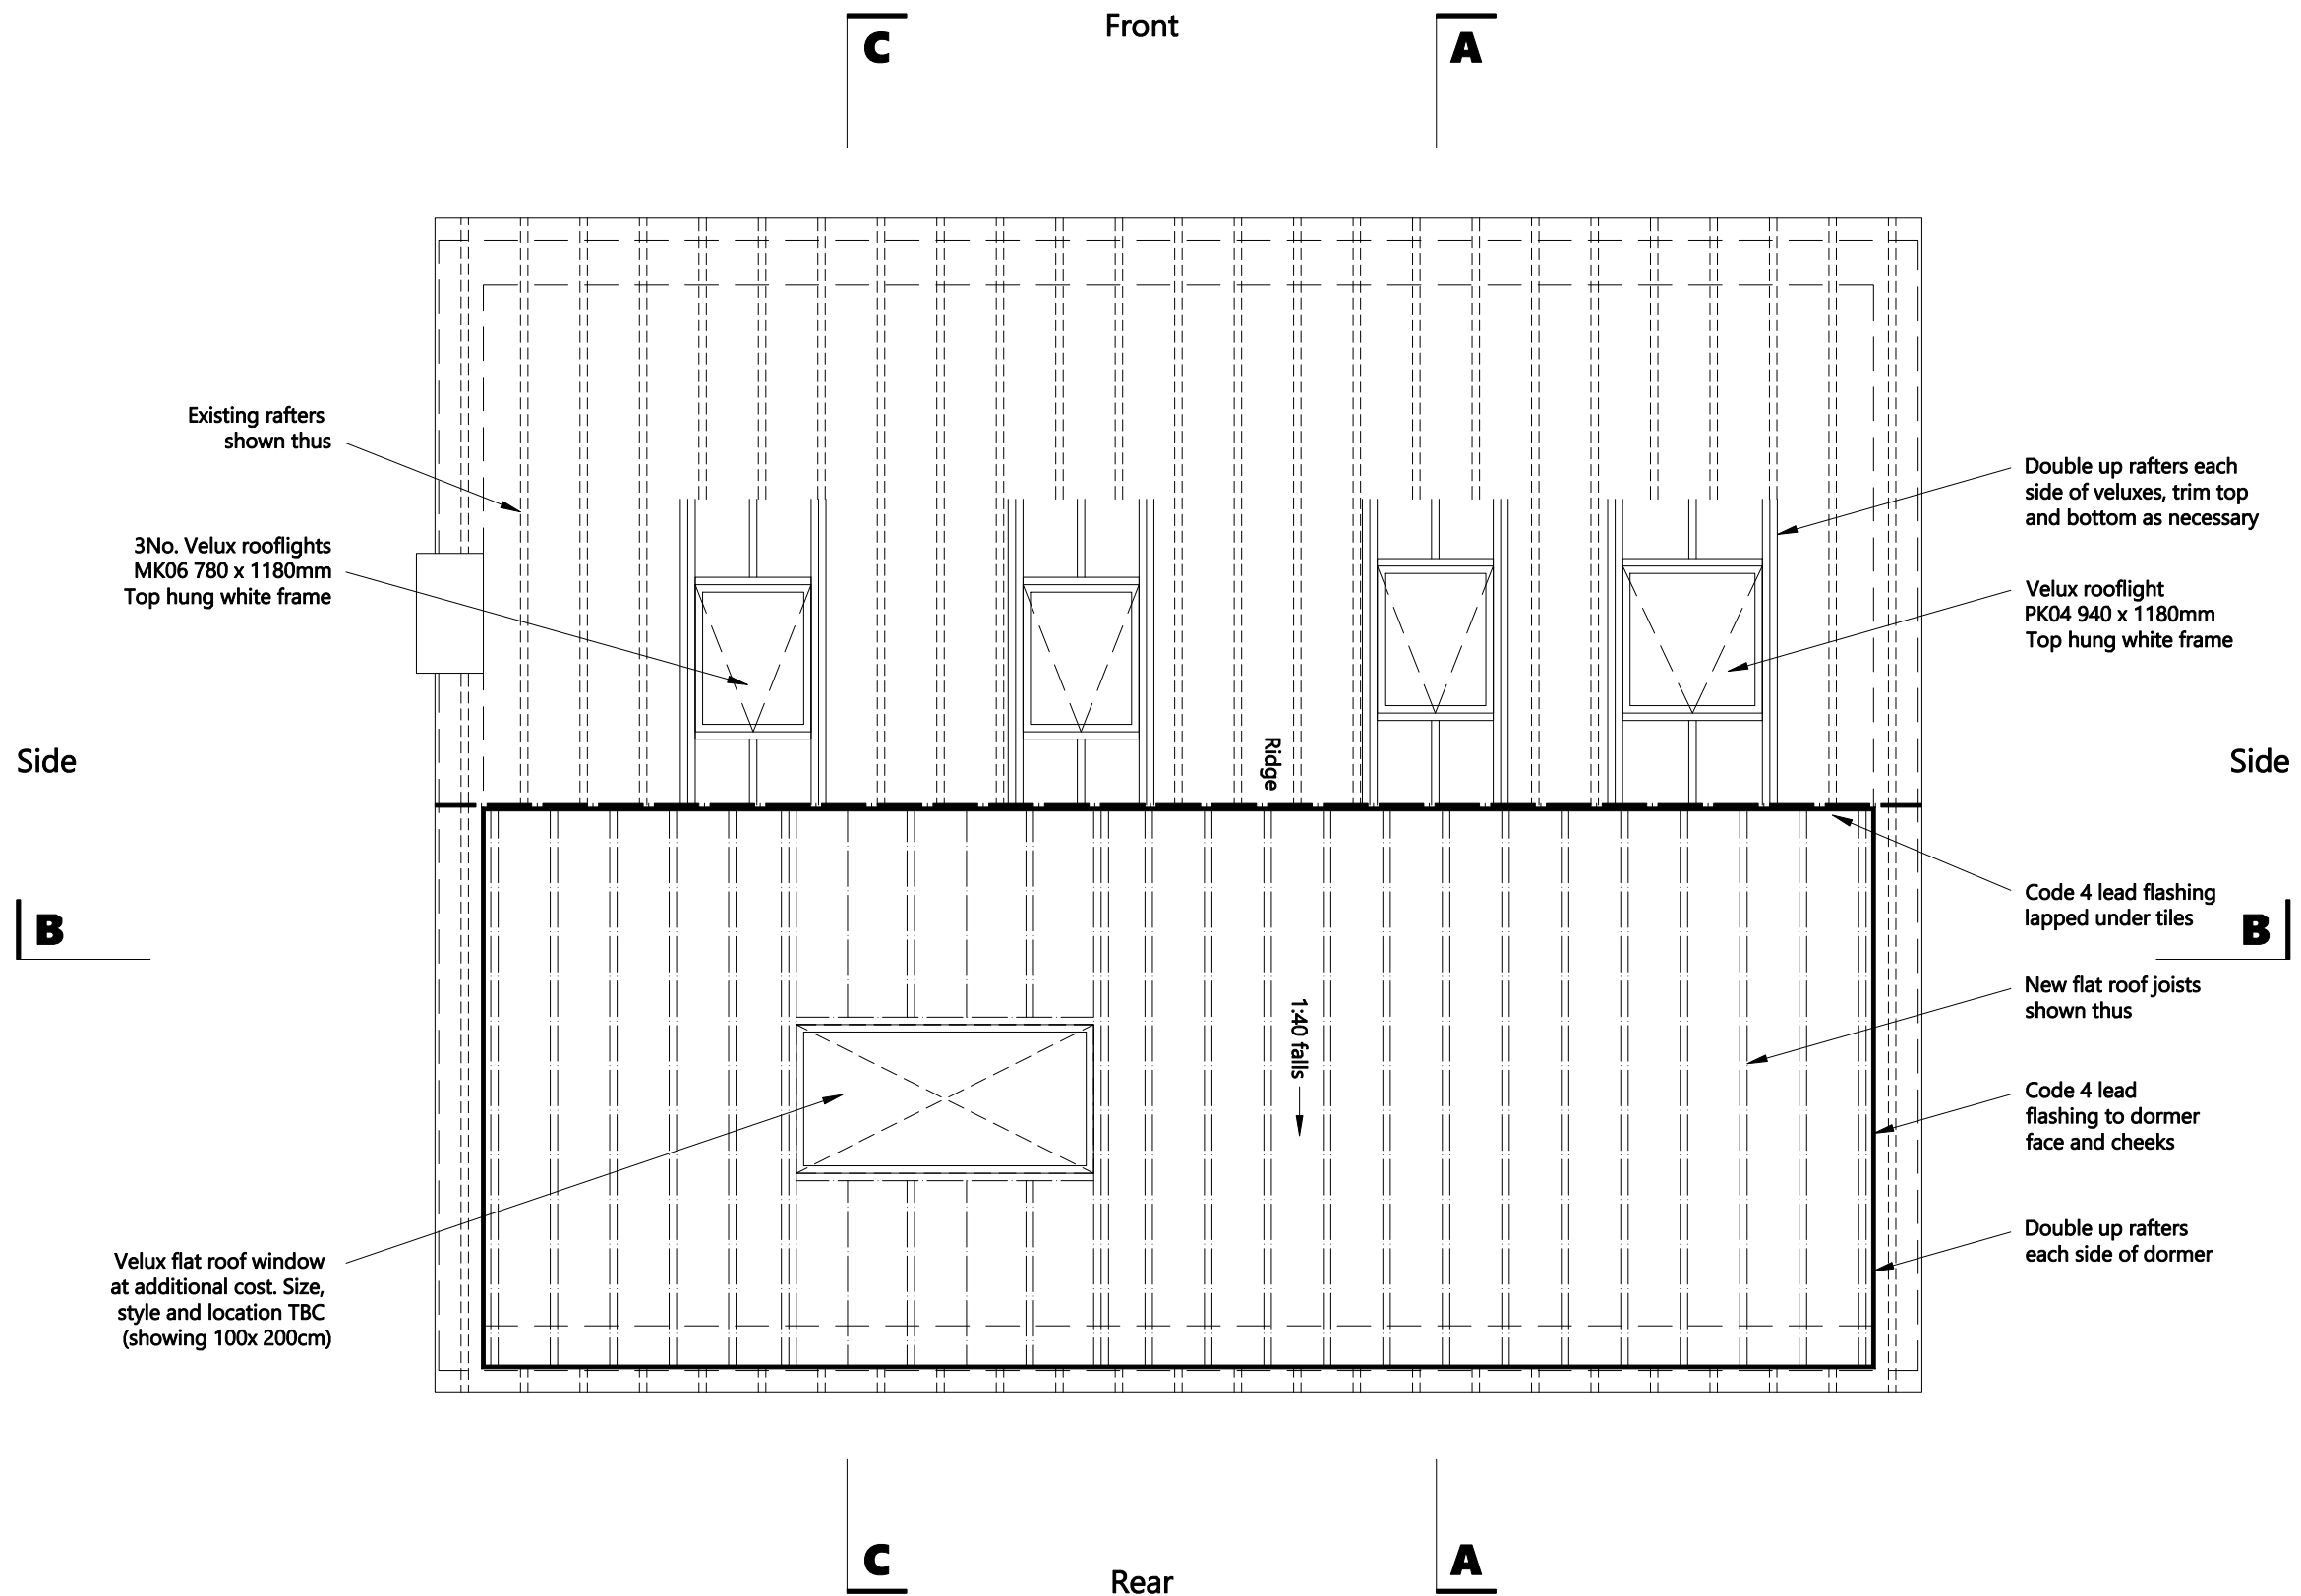 Front
C
A
Existing rafters
shown thus
3No. Velux rooflights
MK06 780 x 1180mm
Top hung white frame
Double up rafters each
side of veluxes, trim top
and bottom as necessary
Velux rooflight
PK04 940 x 1180mm
Top hung white frame
Side
Ridge
Side
B
Code 4 lead flashing
lapped under tiles
B
New flat roof joists
shown thus
1:40 falls
Code 4 lead
flashing to dormer
face and cheeks
Velux flat roof window
at additional cost. Size,
style and location TBC
(showing 100x 200cm)
Double up rafters
each side of dormer
C
A
Rear